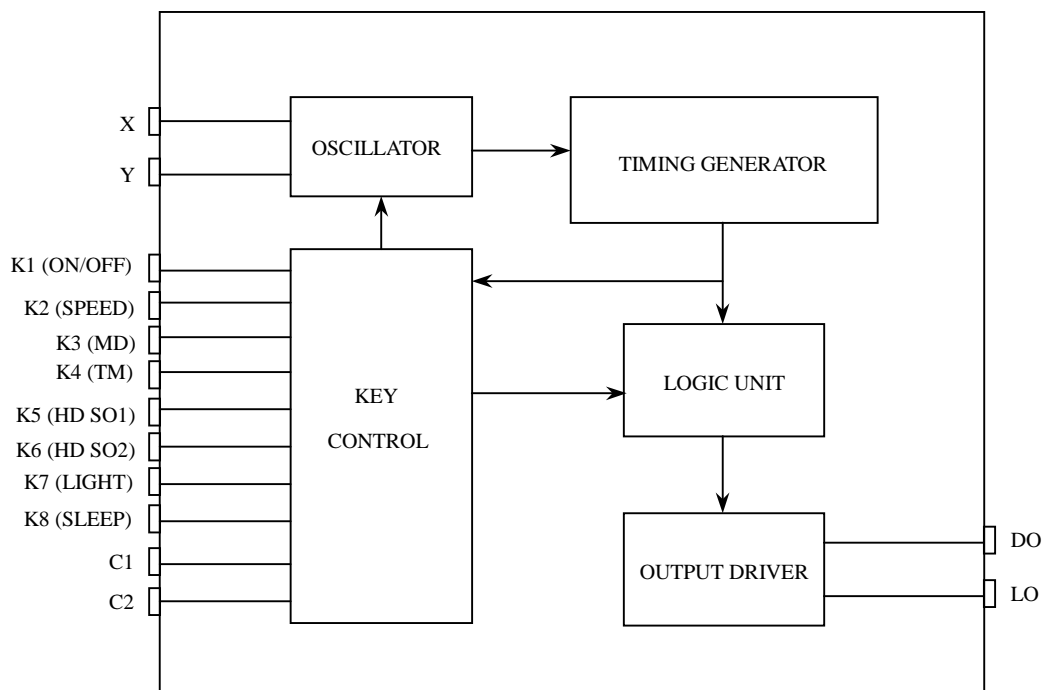 X
Y
K1 (ON/OFF)
K2 (SPEED)
K3 (MD)
K4 (TM)
K5 (HD SO1)
K6 (HD SO2)
K7 (LIGHT)
K8 (SLEEP)
C1
C2
OSCILLATOR
TIMING GENERATOR
KEY
CONTROL
LOGIC UNIT
OUTPUT DRIVER
DO
LO